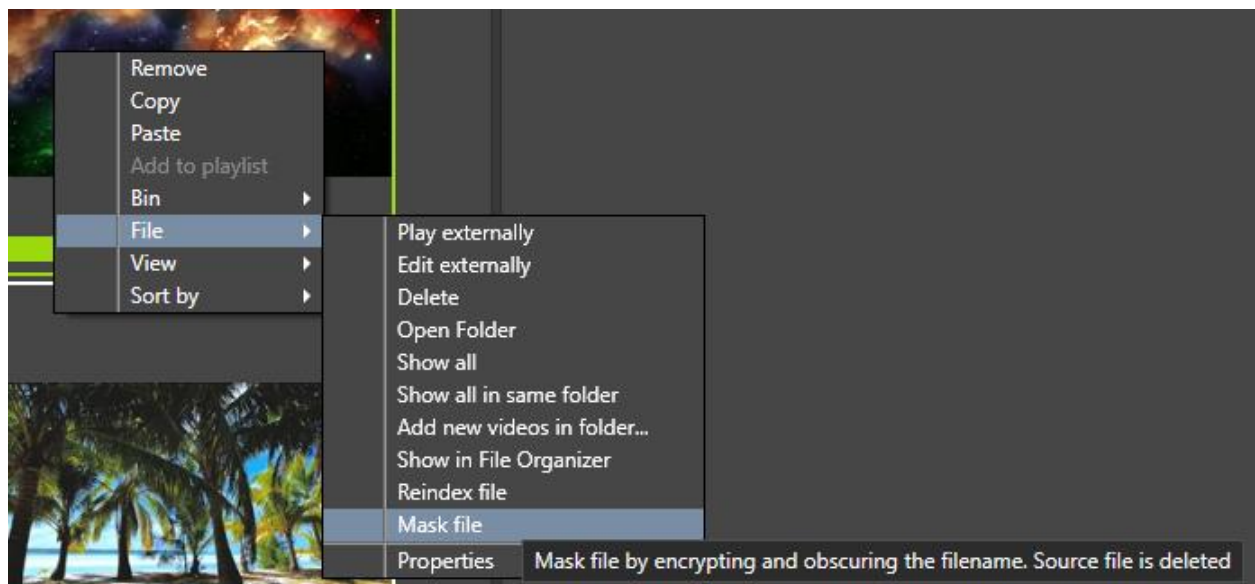 Remove
Copy
Paste
Add to playlist
Bin
File
View
Sort by
Play externally
Edit externally
Delete
Open Folder
Show all
Show all in same folder
Add new videos in folder...
Show in File Organizer
Reindex file
Mask file
Properties
Mask file by encrypting and obscuring the filename. Source file is deleted